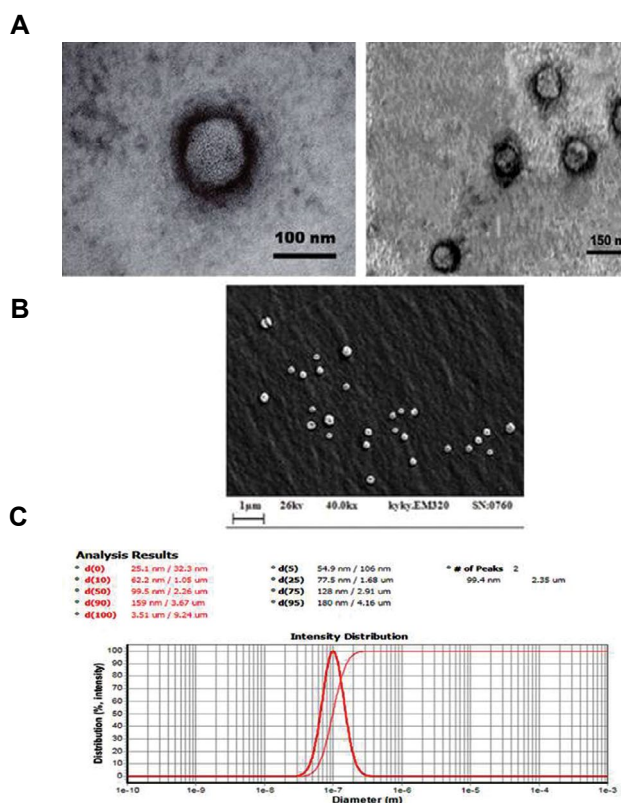 A
100 nm
150 n
B
1µm 26kv 40.0kx kyky.EM320 SN:0760
C
Analysis Results
d(0) 25.1 nm / 32.3 nm d(5) 54.9 nm / 106 nm # of Peaks 2
d(10) 62.2 nm / 1.05 um d(25) 77.5 nm / 1.68 um 99.4 nm 2.35 um
d(50) 99.5 nm / 2.26 um d(75) 128 nm / 2.91 um
d(90) 159 nm / 3.67 um d(95) 180 nm / 4.16 um
d(100) 3.51 um / 9.24 um
Intensity Distribution
Distribution (%, intensity)
100
90
80
70
60
50
40
30
20
10
0
1e-10 1e-9 1e-8 1e-7 1e-6 1e-5 1e-4 1e-3
Diameter (m)